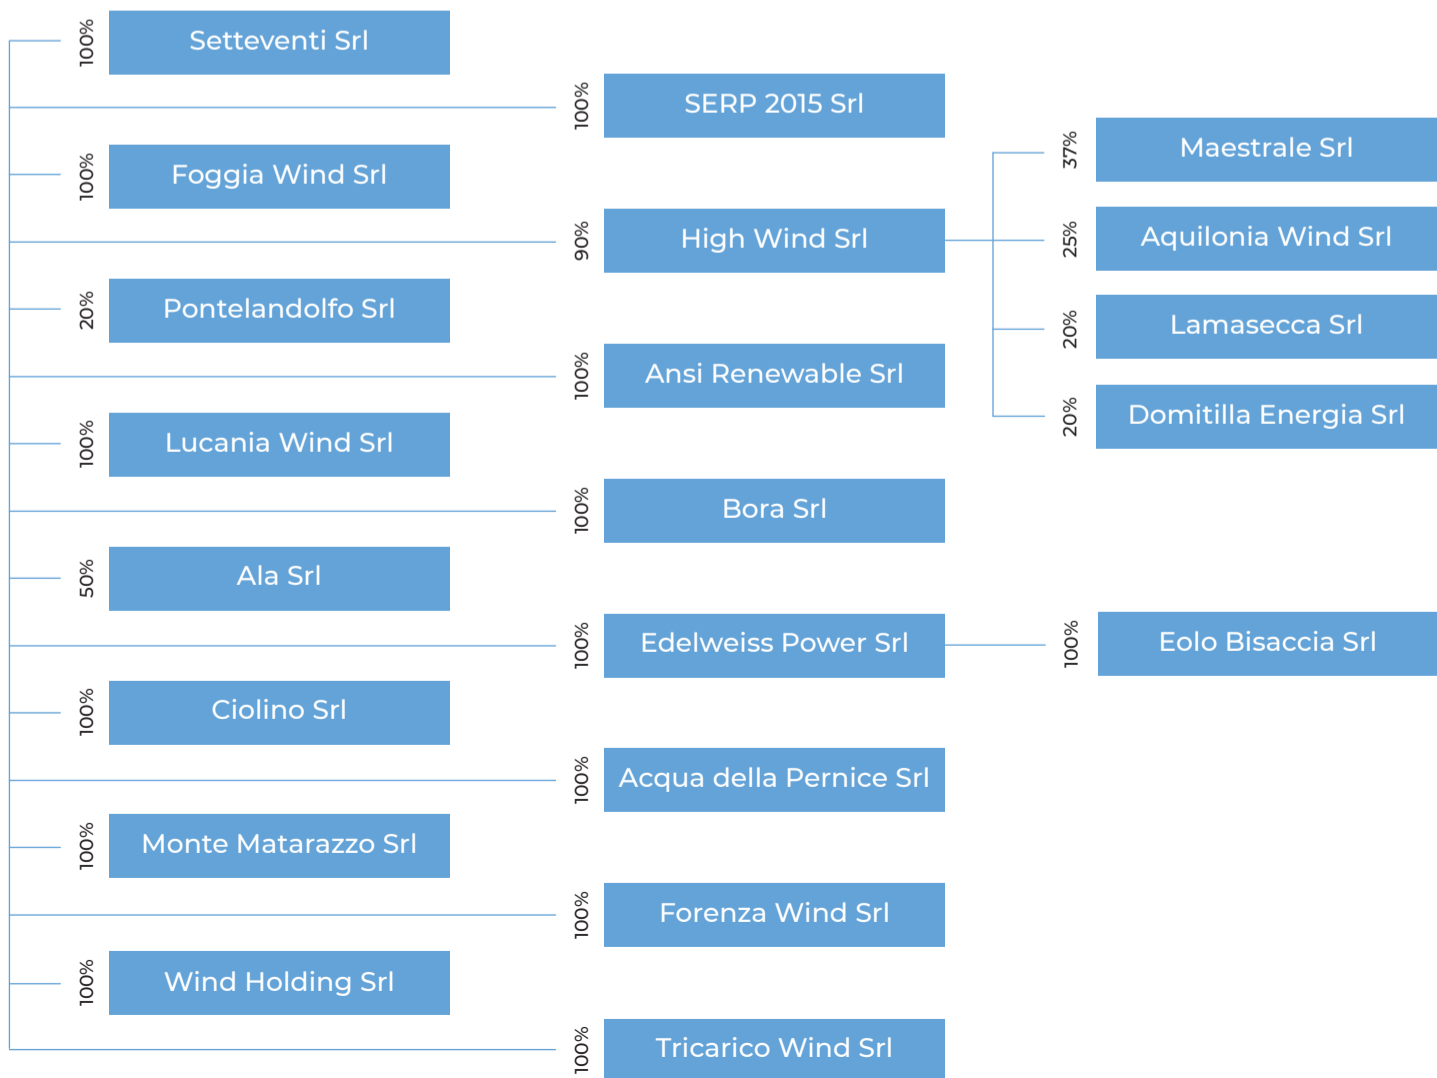 100%
Setteventi Srl
100%
SERP 2015 Srl
37%
Maestrale Srl
100%
Foggia Wind Srl
90%
High Wind Srl
25%
Aquilonia Wind Srl
20%
Pontelandolfo Srl
20%
Lamasecca Srl
100%
Ansi Renewable Srl
20%
Domitilla Energia Srl
100%
Lucania Wind Srl
100%
Bora Srl
50%
Ala Srl
100%
Edelweiss Power Srl
100%
Eolo Bisaccia Srl
100%
Ciolino Srl
100%
Acqua della Pernice Srl
100%
Monte Matarazzo Srl
100%
Forenza Wind Srl
100%
Wind Holding Srl
100%
Tricarico Wind Srl